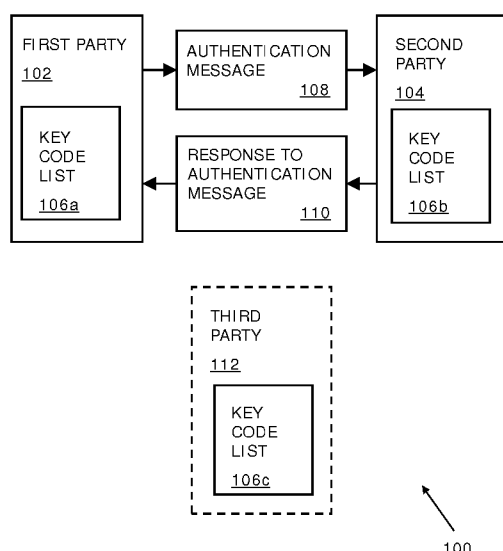 FIRST PARTY
102
KEY
CODE
LIST
106a
AUTHENTICATION
MESSAGE
108
RESPONSE TO
AUTHENTICATION
MESSAGE
110
SECOND
PARTY
104
KEY
CODE
LIST
106b
THIRD
PARTY
112
KEY
CODE
LIST
106c
100